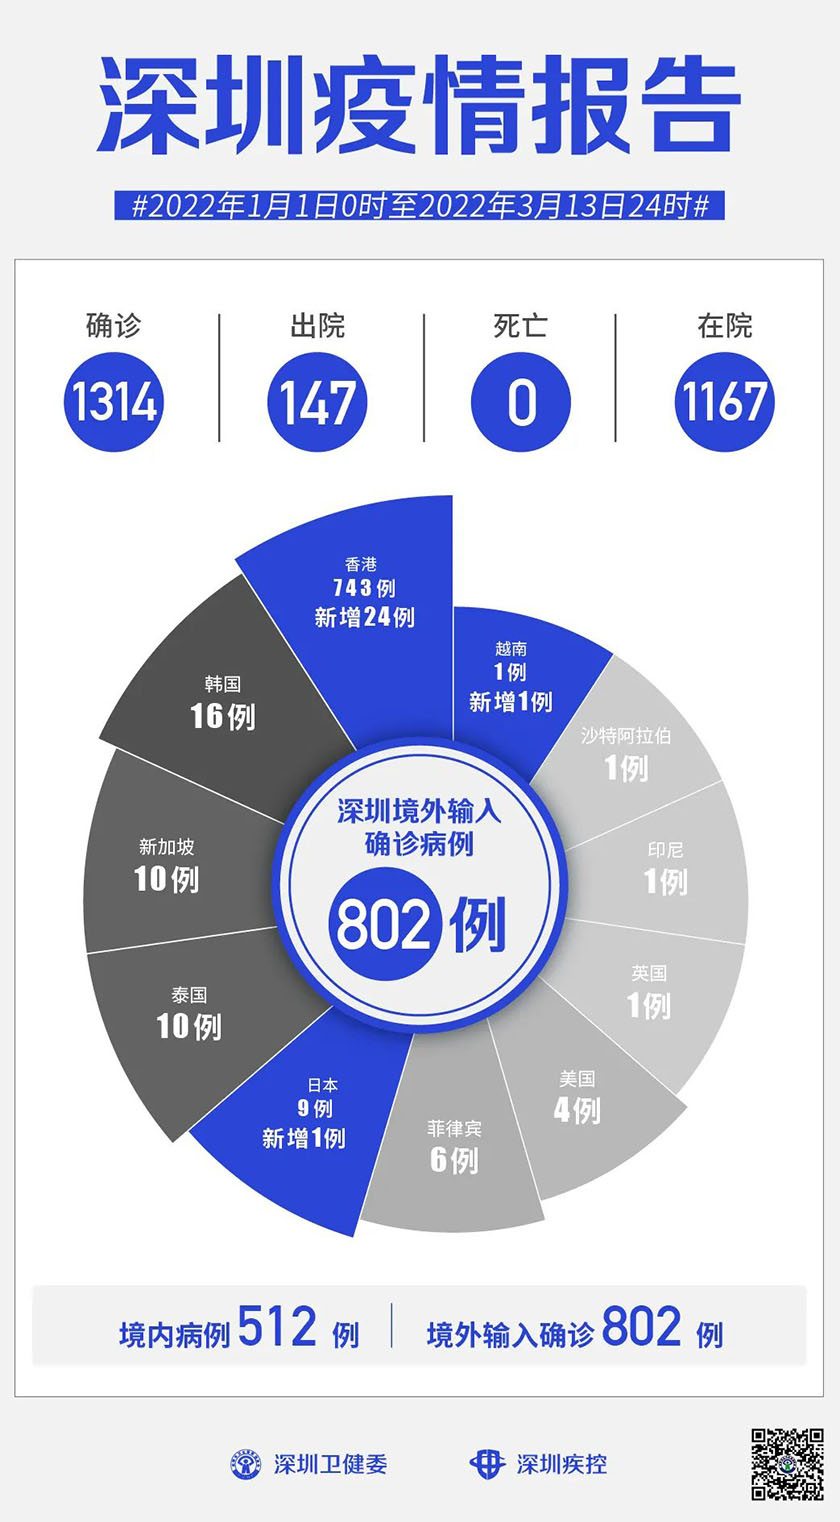 深圳疫情报告
#2022年1月1日0时至2022年3月13日24时#
确诊
1314
出院
147
死亡
0
在院
1167
香港
743例
新增24例
越南
1例
新增1例
沙特阿拉伯
1例
印尼
1例
英国
1例
美国
4例
菲律宾
6例
日本
9例
新增1例
泰国
10例
新加坡
10例
韩国
16例
深圳境外输入
确诊病例
802例
境内病例512例
境外输入确诊802例
深圳卫健委
深圳疾控